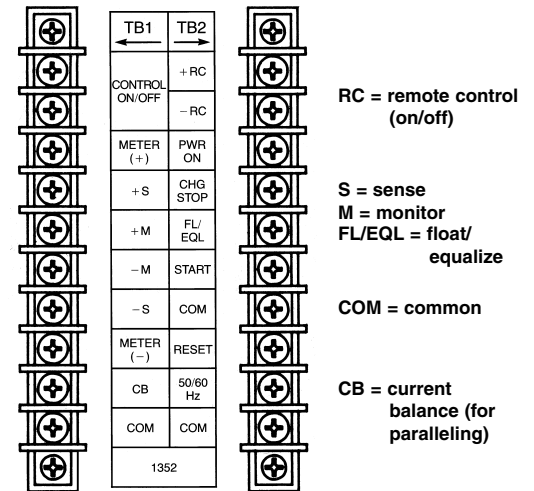 TB1 TB2
CONTROL
ON/OFF
+RC
−RC
METER
(+)
PWR
ON
+S
CHG
STOP
+M
FL/
EQL
−M
START
−S
COM
METER
(−)
RESET
CB
50/60
Hz
COM
COM
1352
RC = remote control
(on/off)
S = sense
M = monitor
FL/EQL = float/
equalize
COM = common
CB = current
balance (for
paralleling)